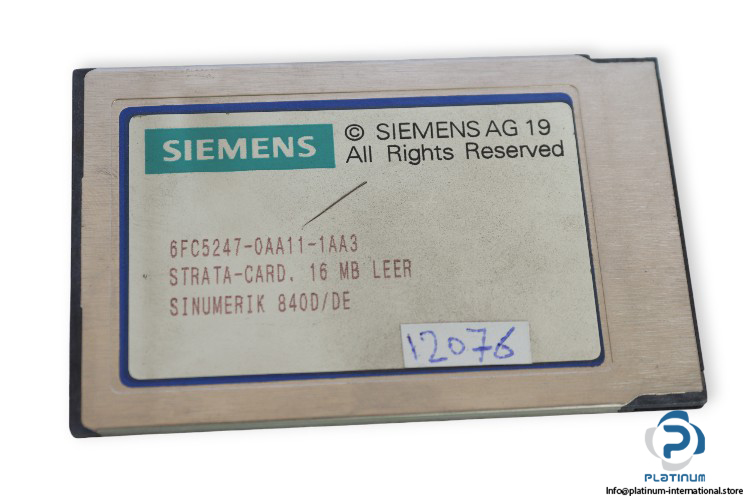 SIEMENS
© SIEMENS AG 19
All Rights Reserved
6FC5247-0AA11-1AA3
STRATA-CARD. 16 MB LEER
SINUMERIK 840D/DE
12076
PLATINUM
Info@platinum-international.store